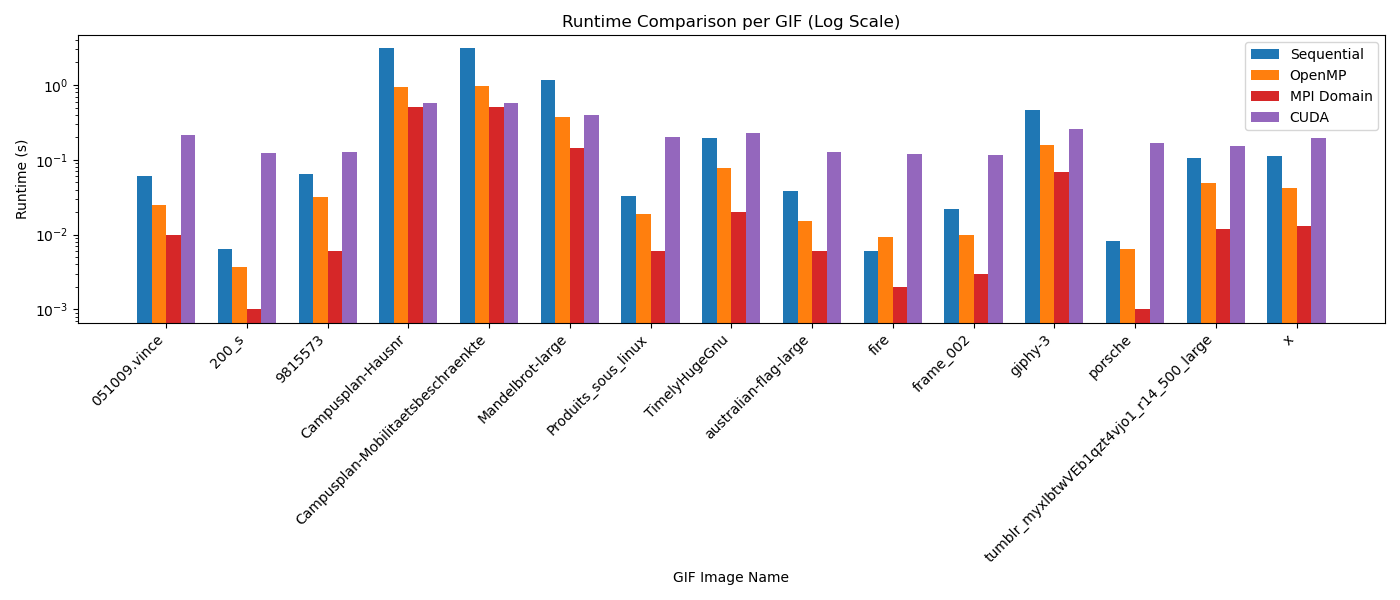 Runtime Comparison per GIF (Log Scale)
Runtime (s)
10^0
10^-1
10^-2
10^-3
Sequential
OpenMP
MPI Domain
CUDA
051009.vince
200_s
9815573
Campusplan-Hausnr
Campusplan-Mobilitaetsbeschraenkte
Mandelbrot-large
Produits_sous_linux
TimelyHugeGnu
australian-flag-large
fire
frame_002
giphy-3
porsche
tumblr_myxlbtwVEb1qzt4vjo1_r14_500_large
x
GIF Image Name